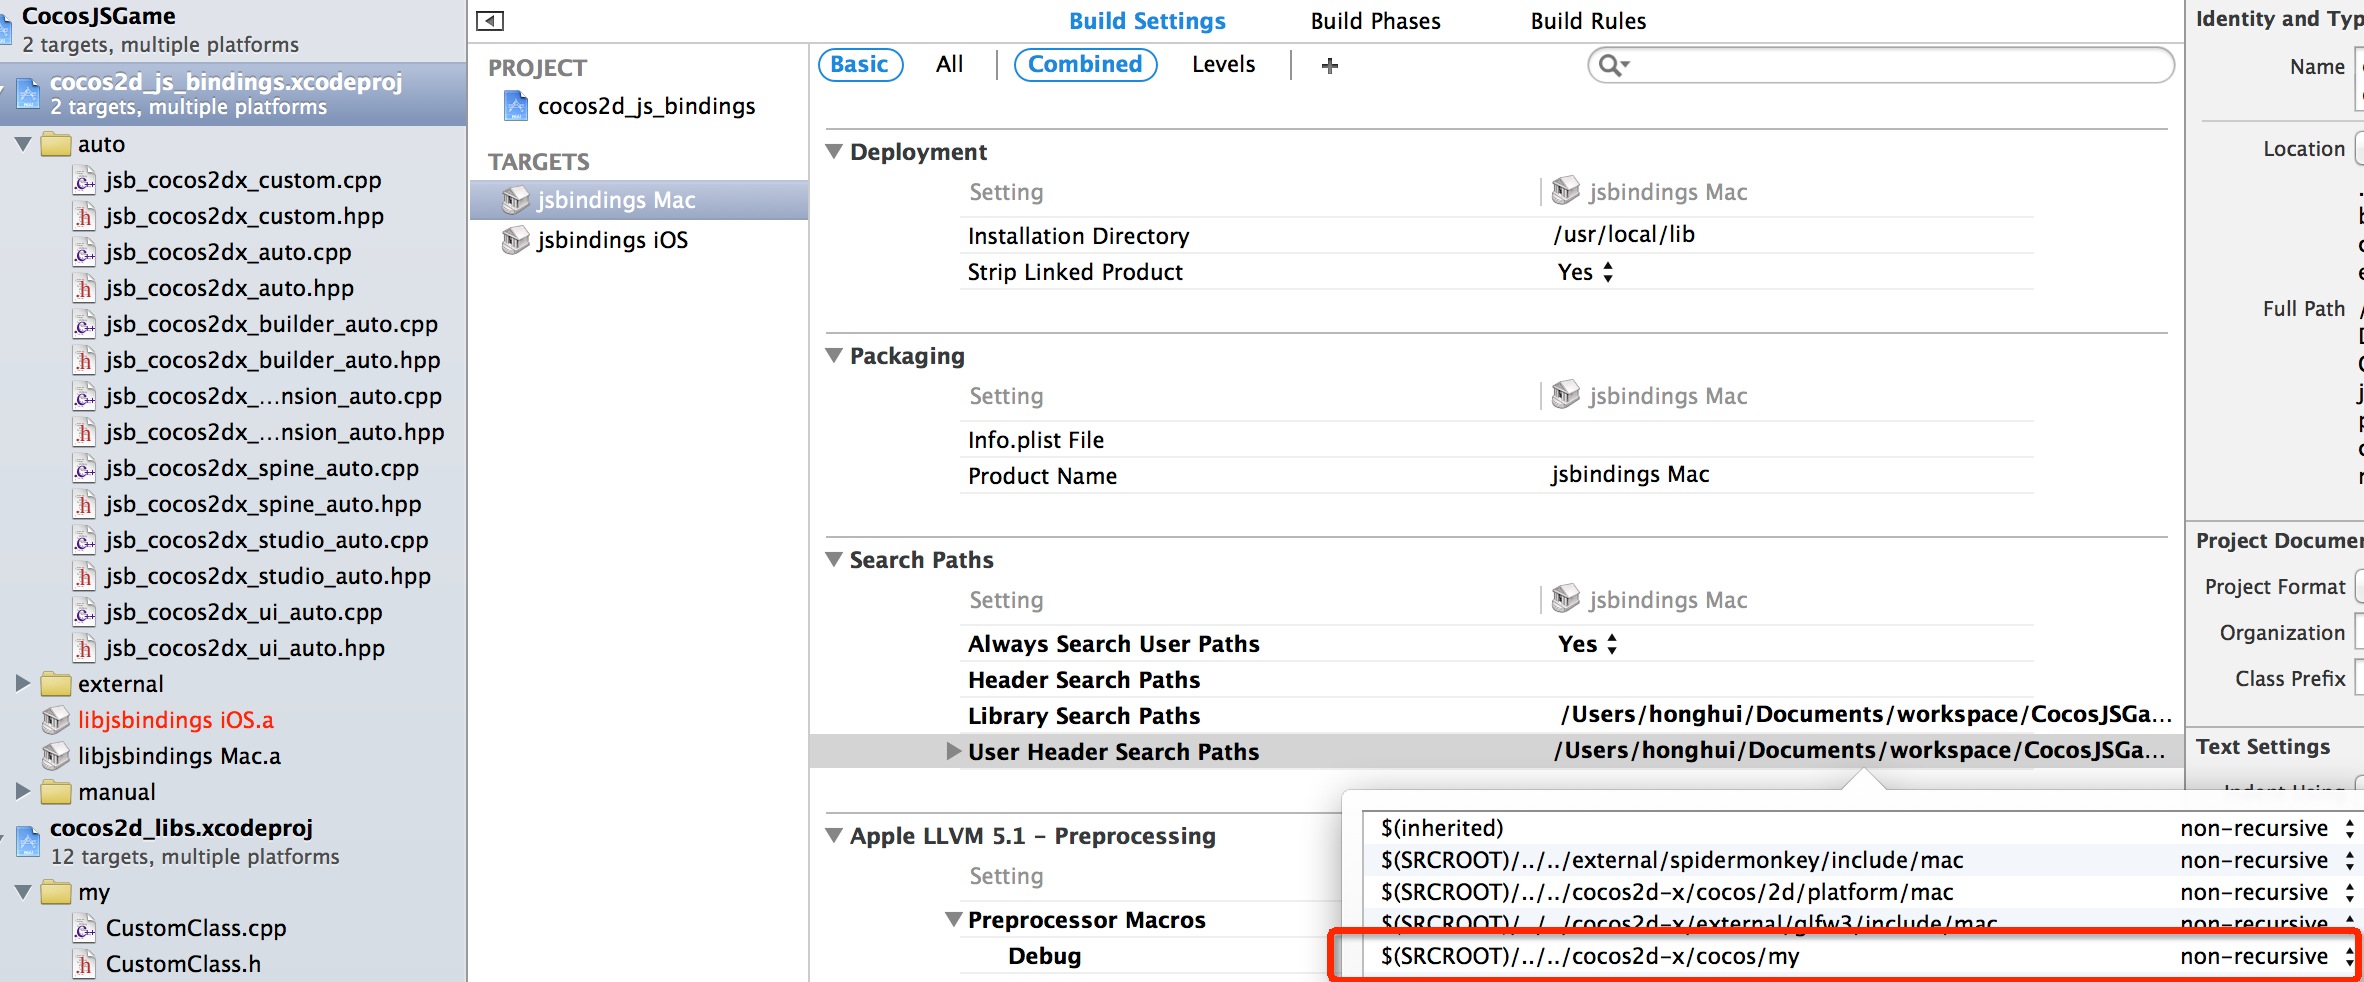 CocosJSGame
2 targets, multiple platforms
cocos2d_js_bindings.xcodeproj
2 targets, multiple platforms
auto
jsb_cocos2dx_custom.cpp
jsb_cocos2dx_custom.hpp
jsb_cocos2dx_auto.cpp
jsb_cocos2dx_auto.hpp
jsb_cocos2dx_builder_auto.cpp
jsb_cocos2dx_builder_auto.hpp
jsb_cocos2dx_...nsion_auto.cpp
jsb_cocos2dx_...nsion_auto.hpp
jsb_cocos2dx_spine_auto.cpp
jsb_cocos2dx_spine_auto.hpp
jsb_cocos2dx_studio_auto.cpp
jsb_cocos2dx_studio_auto.hpp
jsb_cocos2dx_ui_auto.cpp
jsb_cocos2dx_ui_auto.hpp
external
libjsbindings iOS.a
libjsbindings Mac.a
manual
cocos2d_libs.xcodeproj
12 targets, multiple platforms
my
CustomClass.cpp
CustomClass.h
PROJECT
cocos2d_js_bindings
TARGETS
jsbindings Mac
jsbindings iOS
Build Settings Build Phases Build Rules
Basic All Combined Levels +
Deployment
Setting jsbindings Mac
Installation Directory /usr/local/lib
Strip Linked Product Yes
Packaging
Setting jsbindings Mac
Info.plist File
Product Name jsbindings Mac
Search Paths
Setting jsbindings Mac
Always Search User Paths Yes
Header Search Paths
Library Search Paths /Users/honghui/Documents/workspace/CocosJSGa...
User Header Search Paths /Users/honghui/Documents/workspace/CocosJSGa...
Apple LLVM 5.1 - Preprocessing
Setting
Preprocessor Macros
Debug
$(inherited) non-recursive
$(SRCROOT)/../../external/spidermonkey/include/mac non-recursive
$(SRCROOT)/../../cocos2d-x/cocos/2d/platform/mac non-recursive
$(SRCROOT)/../../cocos2d-x/external/glfw3/include/mac non-recursive
$(SRCROOT)/../../cocos2d-x/cocos/my non-recursive
Identity and Typ
Name
Location
Full Path
Project Documen
Project Format
Organization
Class Prefix
Text Settings
Indent Using